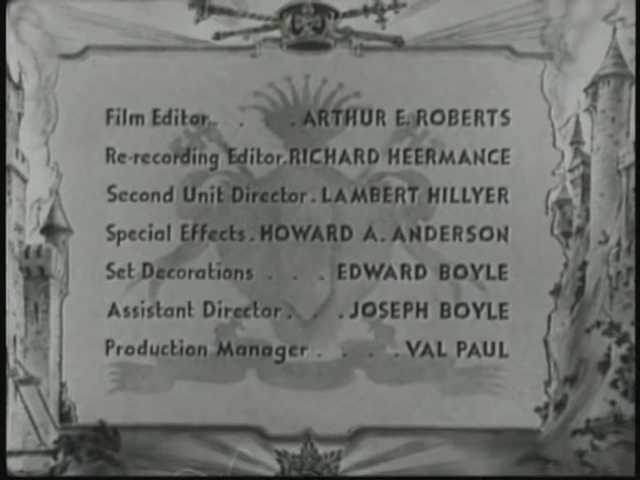 Film Editor. . . ARTHUR E. ROBERTS
Re-recording Editor. RICHARD HEERMANCE
Second Unit Director. LAMBERT HILLYER
Special Effects. HOWARD A. ANDERSON
Set Decorations . . . EDWARD BOYLE
Assistant Director. . . JOSEPH BOYLE
Production Manager . . . . VAL PAUL